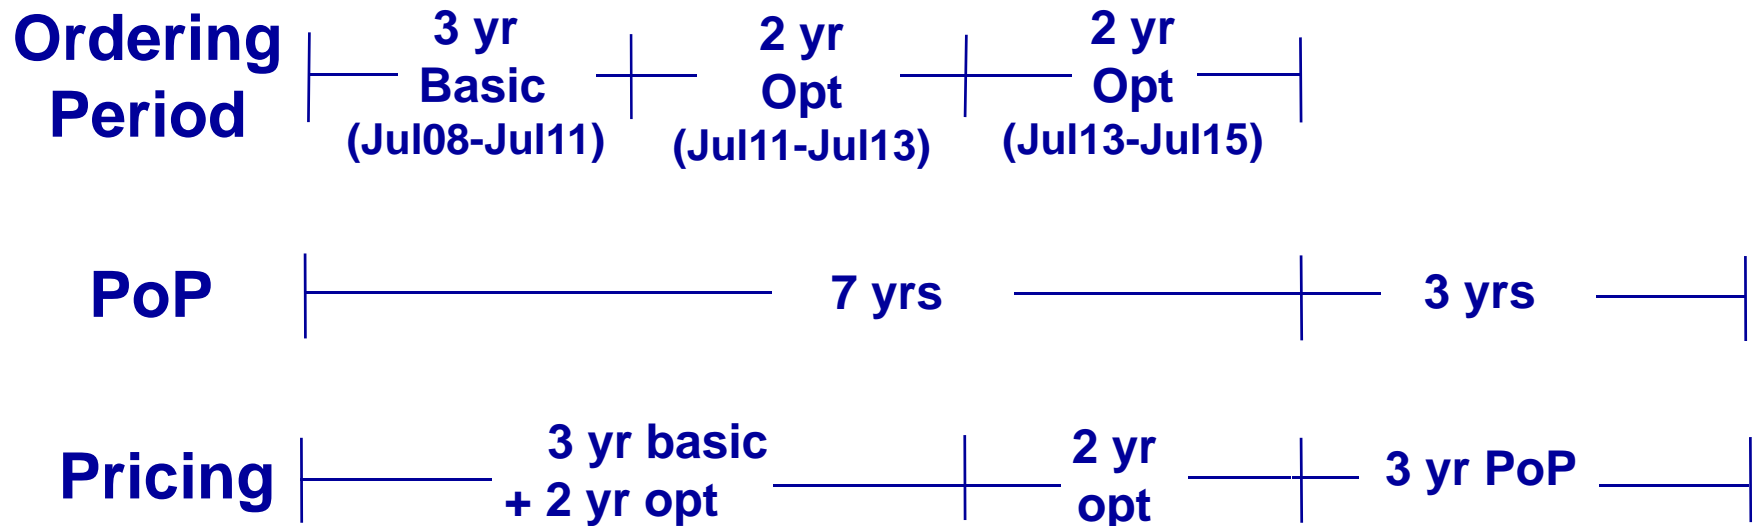 Ordering
Period
3 yr
Basic
(Jul08-Jul11)
2 yr
Opt
(Jul11-Jul13)
2 yr
Opt
(Jul13-Jul15)
PoP
7 yrs
3 yrs
Pricing
3 yr basic
+ 2 yr opt
2 yr
opt
3 yr PoP